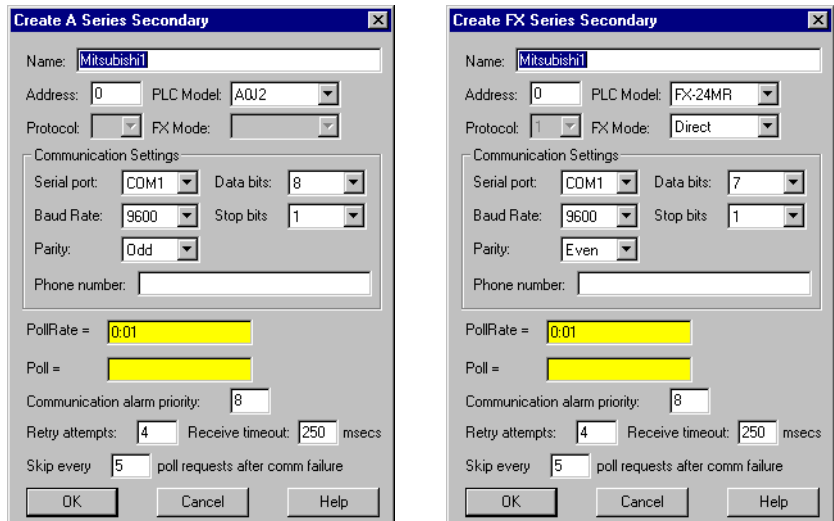 Create A Series Secondary
Name: Mitsubishi1
Address: 0 PLC Model: A0J2
Protocol: FX Mode:
Communication Settings
Serial port: COM1 Data bits: 8
Baud Rate: 9600 Stop bits 1
Parity: Odd
Phone number:
PollRate = 0:01
Poll =
Communication alarm priority: 8
Retry attempts: 4 Receive timeout: 250 msecs
Skip every 5 poll requests after comm failure
OK Cancel Help
Create FX Series Secondary
Name: Mitsubishi1
Address: 0 PLC Model: FX-24MR
Protocol: 1 FX Mode: Direct
Communication Settings
Serial port: COM1 Data bits: 7
Baud Rate: 9600 Stop bits 1
Parity: Even
Phone number:
PollRate = 0:01
Poll =
Communication alarm priority: 8
Retry attempts: 4 Receive timeout: 250 msecs
Skip every 5 poll requests after comm failure
OK Cancel Help